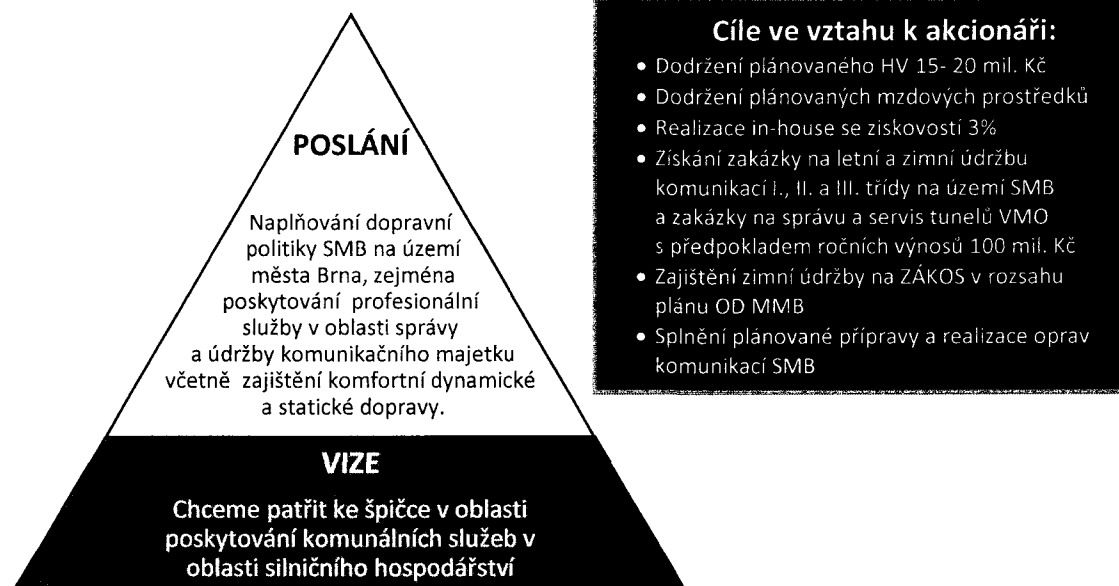 POSLÁNÍ
Naplňování dopravní
politiky SMB na území
města Brna, zejména
poskytování profesionální
služby v oblasti správy
a údržby komunikačního majetku
včetně zajištění komfortní dynamické
a statické dopravy.
VIZE
Chceme patřit ke špičce v oblasti
poskytování komunálních služeb v
oblasti silničního hospodářství
Cíle ve vztahu k akcionáři:
• Dodržení plánovaného HV 15- 20 mil. Kč
• Dodržení plánovaných mzdových prostředků
• Realizace in-house se ziskovostí 3%
• Získání zakázky na letní a zimní údržbu
komunikací I., II. a III. třídy na území SMB
a zakázky na správu a servis tunelů VMO
s předpokladem ročních výnosů 100 mil. Kč
• Zajištění zimní údržby na ZÁKOS v rozsahu
plánu OD MMB
• Splnění plánované přípravy a realizace oprav
komunikací SMB